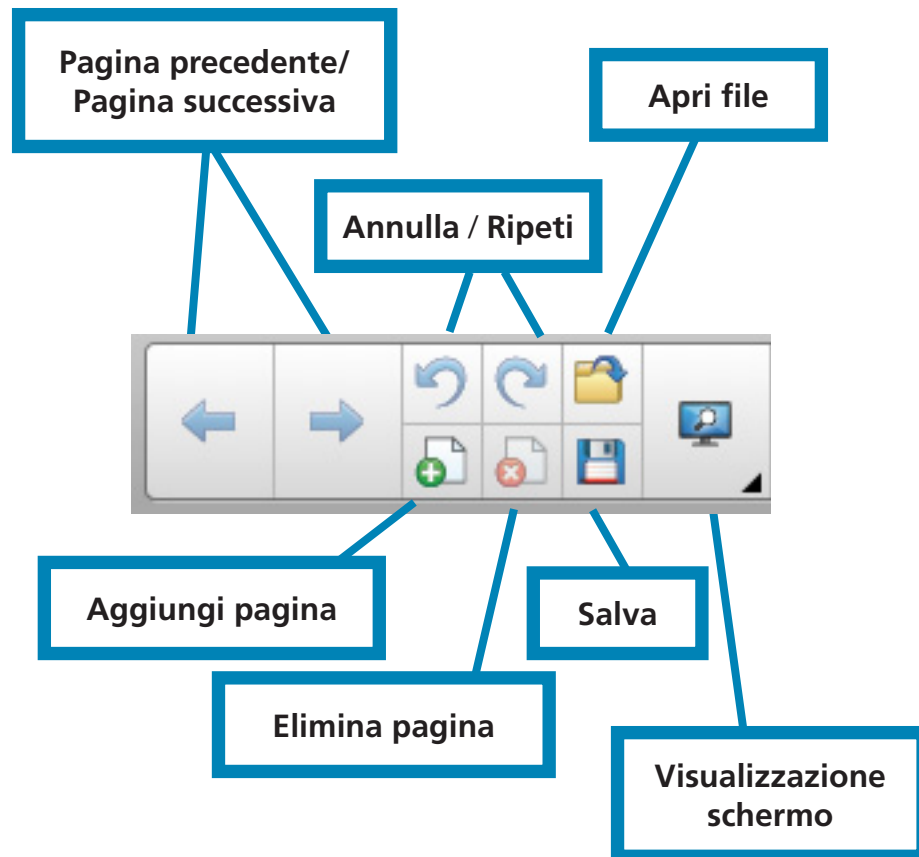 Pagina precedente/
Pagina successiva
Apri file
Annulla / Ripeti
Aggiungi pagina
Salva
Elimina pagina
Visualizzazione
schermo